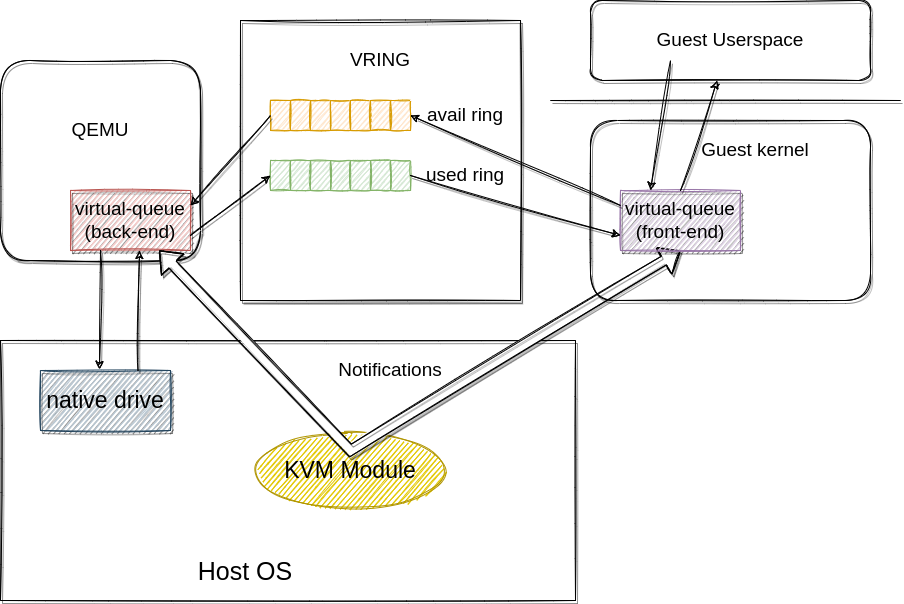 Guest Userspace
VRING
avail ring
QEMU
Guest kernel
used ring
virtual-queue
(back-end)
virtual-queue
(front-end)
Notifications
native drive
KVM Module
Host OS